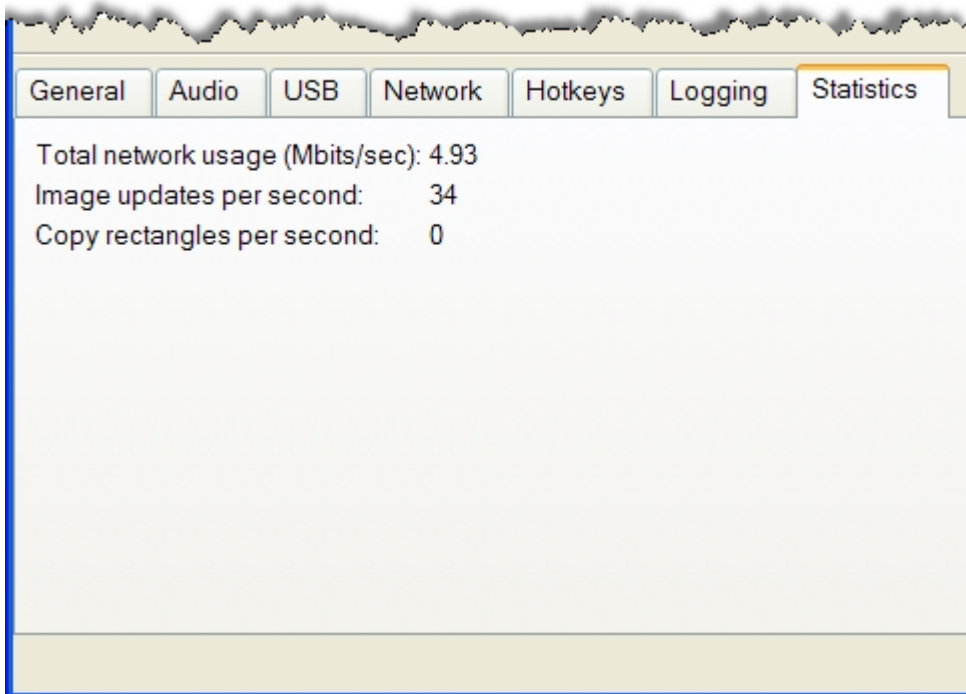 General Audio USB Network Hotkeys Logging Statistics
Total network usage (Mbits/sec): 4.93
Image updates per second: 34
Copy rectangles per second: 0